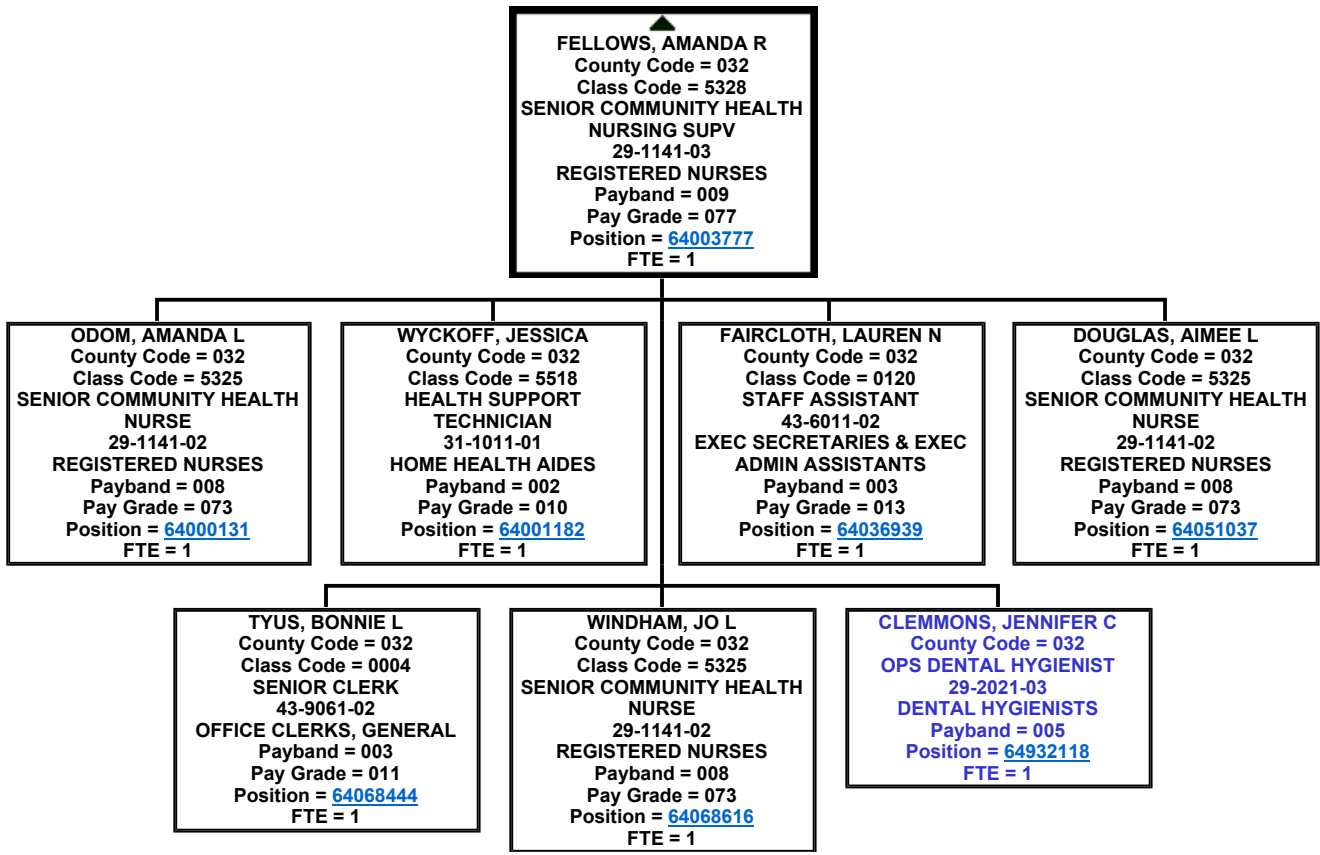 FELLOWS, AMANDA R
County Code = 032
Class Code = 5328
SENIOR COMMUNITY HEALTH
NURSING SUPV
29-1141-03
REGISTERED NURSES
Payband = 009
Pay Grade = 077
Position = 64003777
FTE = 1
ODOM, AMANDA L
County Code = 032
Class Code = 5325
SENIOR COMMUNITY HEALTH
NURSE
29-1141-02
REGISTERED NURSES
Payband = 008
Pay Grade = 073
Position = 64000131
FTE = 1
WYCKOFF, JESSICA
County Code = 032
Class Code = 5518
HEALTH SUPPORT
TECHNICIAN
31-1011-01
HOME HEALTH AIDES
Payband = 002
Pay Grade = 010
Position = 64001182
FTE = 1
FAIRCLOTH, LAUREN N
County Code = 032
Class Code = 0120
STAFF ASSISTANT
43-6011-02
EXEC SECRETARIES & EXEC
ADMIN ASSISTANTS
Payband = 003
Pay Grade = 013
Position = 64036939
FTE = 1
DOUGLAS, AIMEE L
County Code = 032
Class Code = 5325
SENIOR COMMUNITY HEALTH
NURSE
29-1141-02
REGISTERED NURSES
Payband = 008
Pay Grade = 073
Position = 64051037
FTE = 1
TYUS, BONNIE L
County Code = 032
Class Code = 0004
SENIOR CLERK
43-9061-02
OFFICE CLERKS, GENERAL
Payband = 003
Pay Grade = 011
Position = 64068444
FTE = 1
WINDHAM, JO L
County Code = 032
Class Code = 5325
SENIOR COMMUNITY HEALTH
NURSE
29-1141-02
REGISTERED NURSES
Payband = 008
Pay Grade = 073
Position = 64068616
FTE = 1
CLEMMONS, JENNIFER C
County Code = 032
OPS DENTAL HYGIENIST
29-2021-03
DENTAL HYGIENISTS
Payband = 005
Position = 64932118
FTE = 1